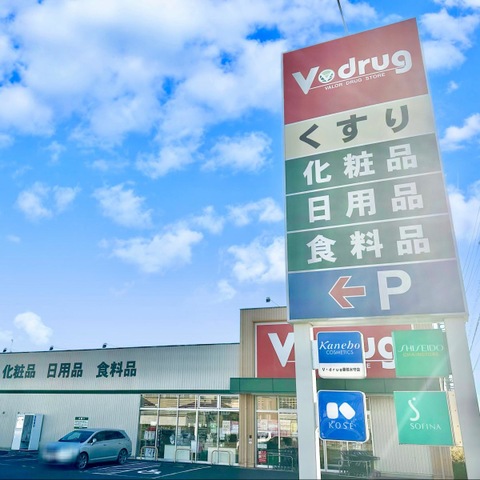 V・drug
VALOR DRUG STORE
くすり
化粧品
日用品
食料品
← P
V・drug
化粧品 日用品 食料品
Kanebo
COSMETICS
SHISEIDO
KOSÉ
SOFINA